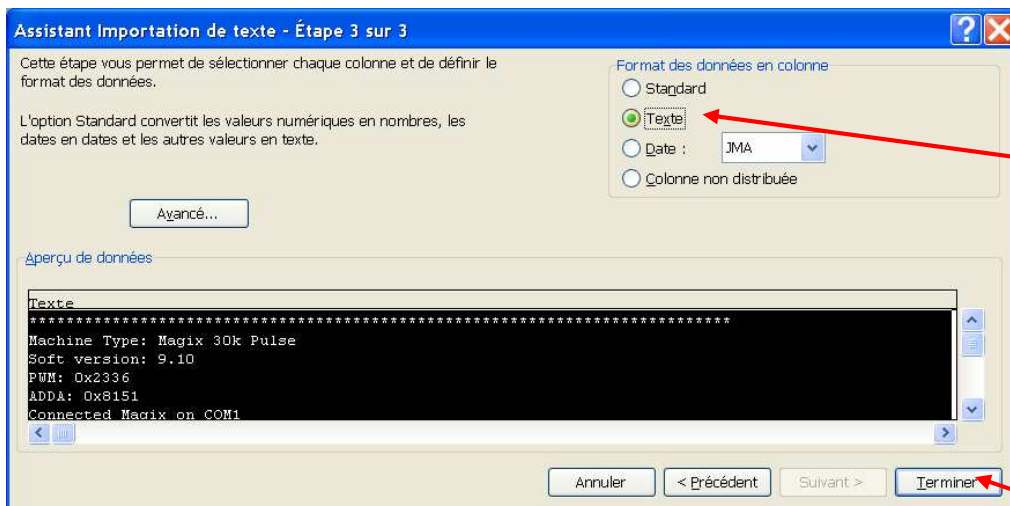 Assistant Importation de texte - Étape 3 sur 3
Cette étape vous permet de sélectionner chaque colonne et de définir le
format des données.
L'option Standard convertit les valeurs numériques en nombres, les
dates en dates et les autres valeurs en texte.
Format des données en colonne
Standard
Texte
Date : JMA
Colonne non distribuée
Avancé...
Aperçu de données
Texte
******************************************************************************
Machine Type: Magix 30k Pulse
Soft version: 9.10
PWM: 0x2336
ADDA: 0x8151
Connected Magix on COM1
Annuler < Précédent Suivant > Terminer